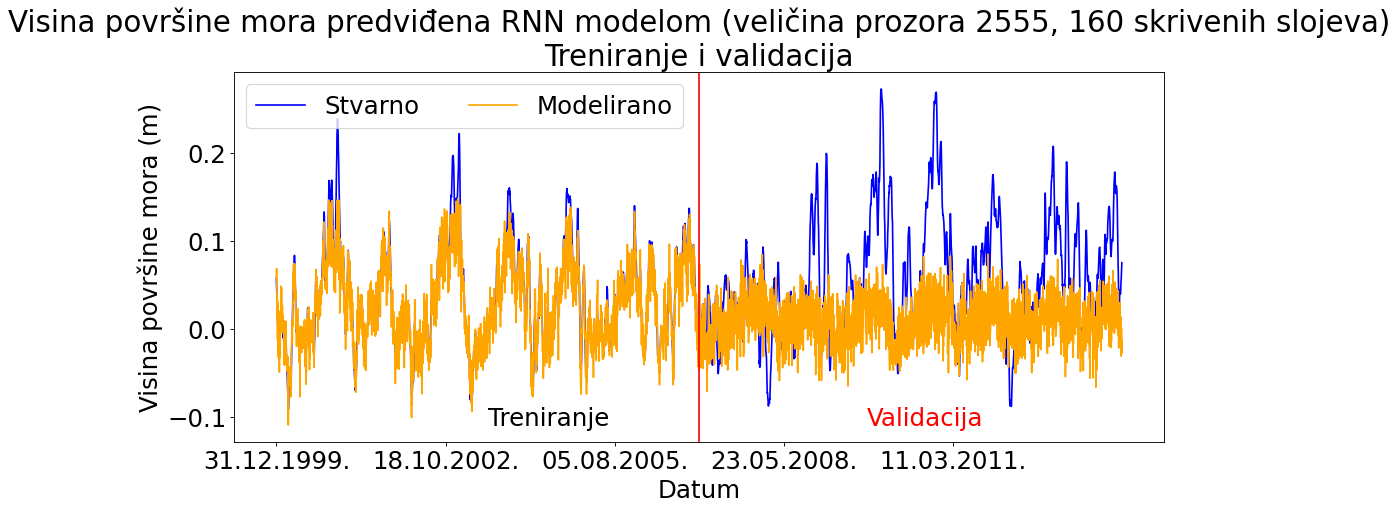 Visina površine mora predviđena RNN modelom (veličina prozora 2555, 160 skrivenih slojeva)
Treniranje i validacija
Stvarno
Modelirano
Visina površine mora (m)
0.2
0.1
0.0
−0.1
Treniranje
Validacija
31.12.1999.
18.10.2002.
05.08.2005.
23.05.2008.
11.03.2011.
Datum